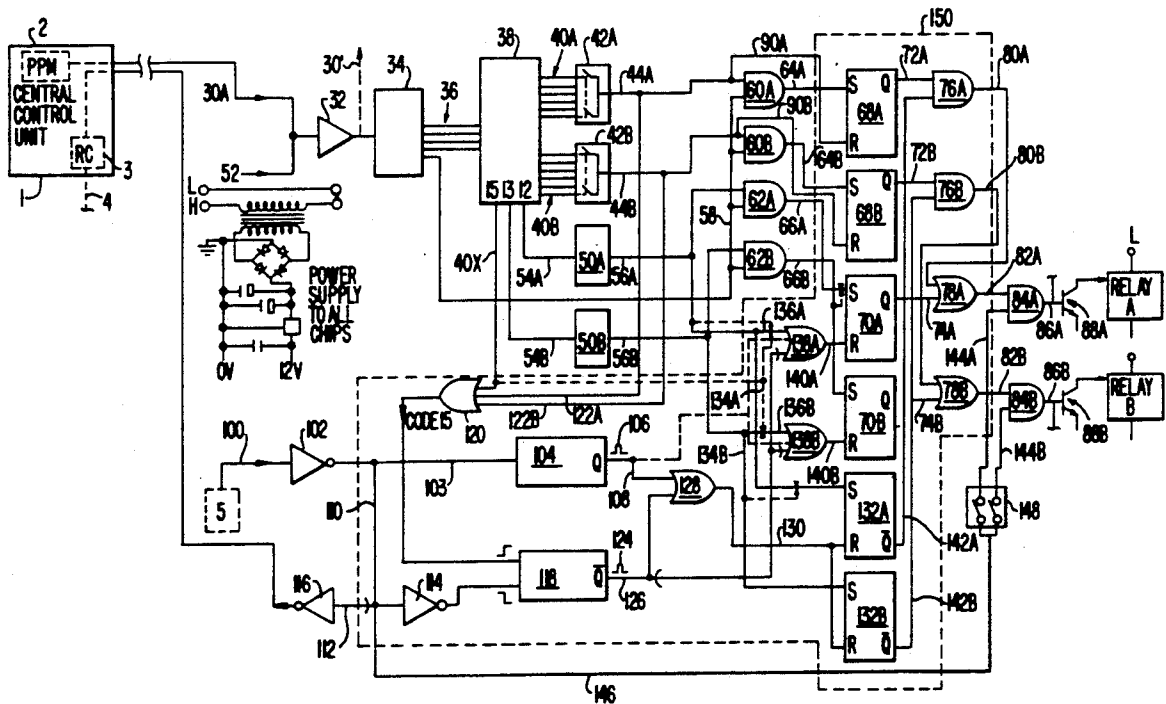 150
2
PPM
CENTRAL
CONTROL
UNIT
RC
3
1
4
30A
30'
32
34
36
38
40A
42A
44A
42B
44B
40B
15 13 12
40X
54A
50A
56A
54B
50B
56B
52
L
H
POWER
SUPPLY
TO ALL
CHIPS
0V
12V
58
90A
60A
64A
90B
60B
164B
62A
66A
62B
66B
S
Q
68A
R
S
Q
68B
R
S
Q
70A
R
70B
R
72A
76A
80A
72B
76B
80B
78A
74A
82A
84A
144A
86A
88A
L
RELAY
A
78B
74B
82B
84B
86B
88B
144B
RELAY
B
148
136A
138A
134A
140A
136B
138B
134B
140B
CODE 15
120
122B
122A
100
102
5
103
104
Q
106
108
110
128
130
S
132A
R
Q
142A
S
132B
R
Q
142B
116
112
114
118
Q
124
126
146